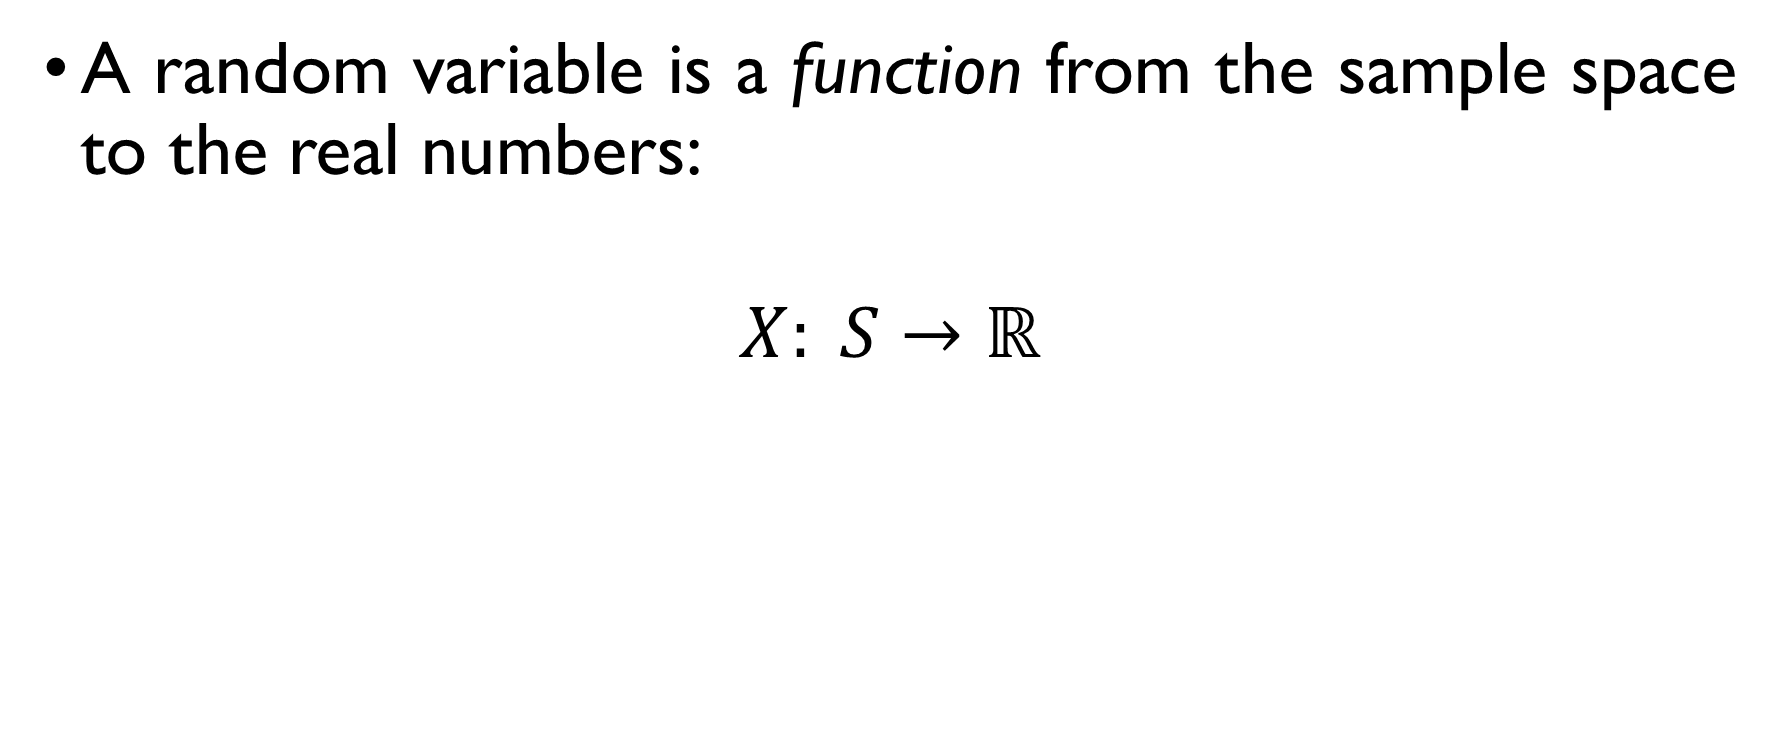 • A random variable is a function from the sample space
to the real numbers:
X: S → ℝ